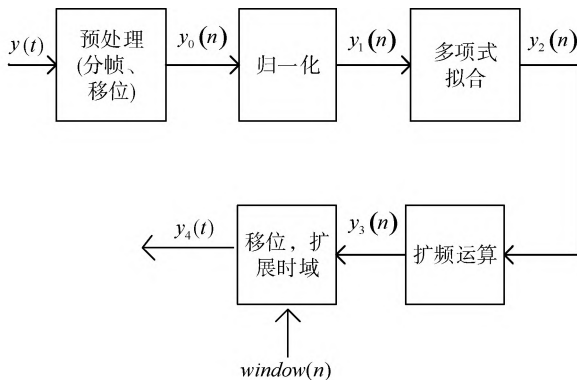 y(t)
预处理
(分帧、
移位)
y₀(n)
归一化
y₁(n)
多项式
拟合
y₂(n)
y₄(t)
移位，扩
展时域
y₃(n)
扩频运算
window(n)